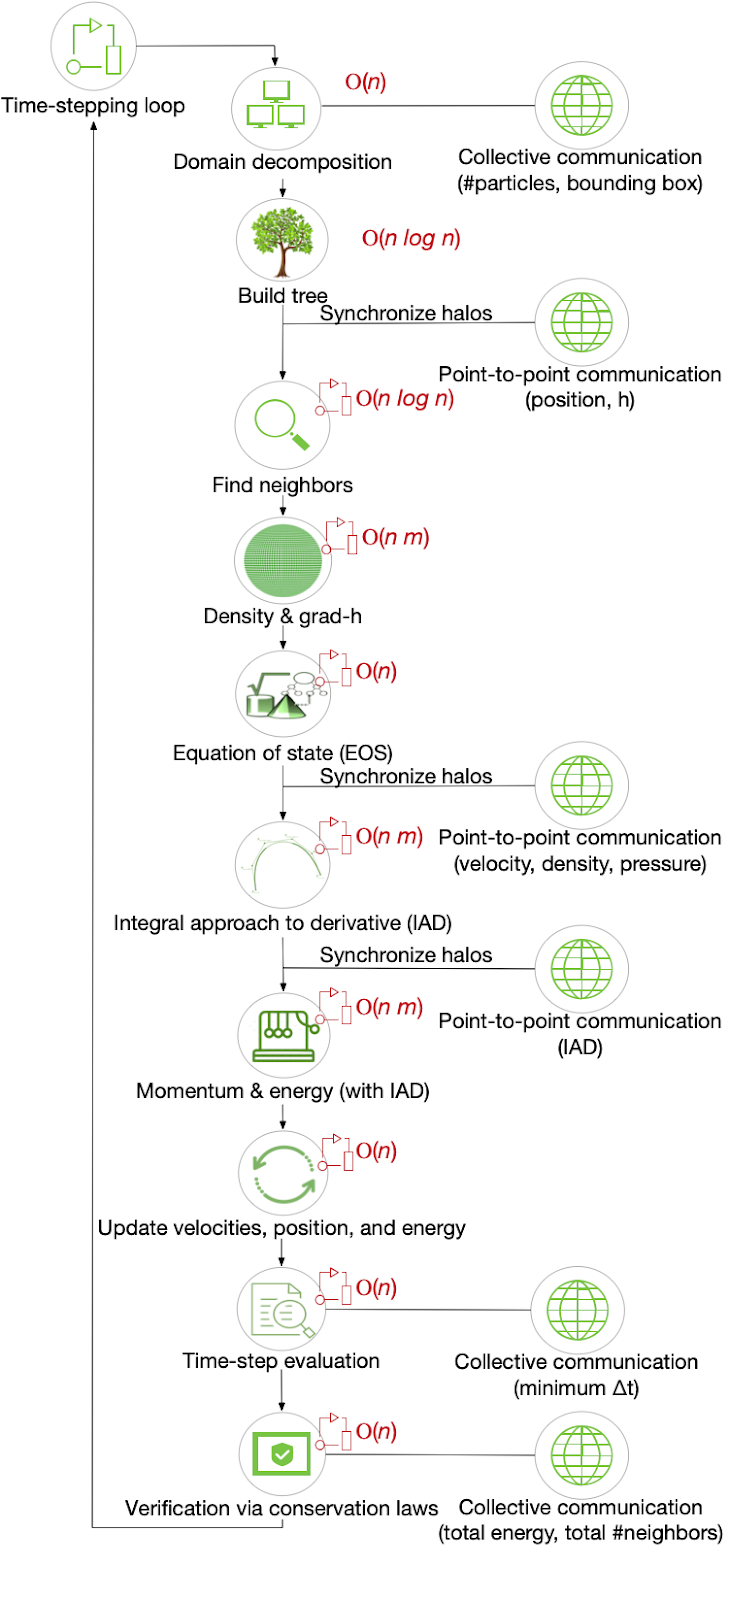 Time-stepping loop
O(n)
Domain decomposition
Collective communication
(#particles, bounding box)
O(n log n)
Build tree
Synchronize halos
Point-to-point communication
(position, h)
O(n log n)
Find neighbors
O(n m)
Density & grad-h
O(n)
Equation of state (EOS)
Synchronize halos
O(n m)
Point-to-point communication
(velocity, density, pressure)
Integral approach to derivative (IAD)
Synchronize halos
O(n m)
Point-to-point communication
(IAD)
Momentum & energy (with IAD)
O(n)
Update velocities, position, and energy
O(n)
Time-step evaluation
Collective communication
(minimum Δt)
O(n)
Verification via conservation laws
Collective communication
(total energy, total #neighbors)